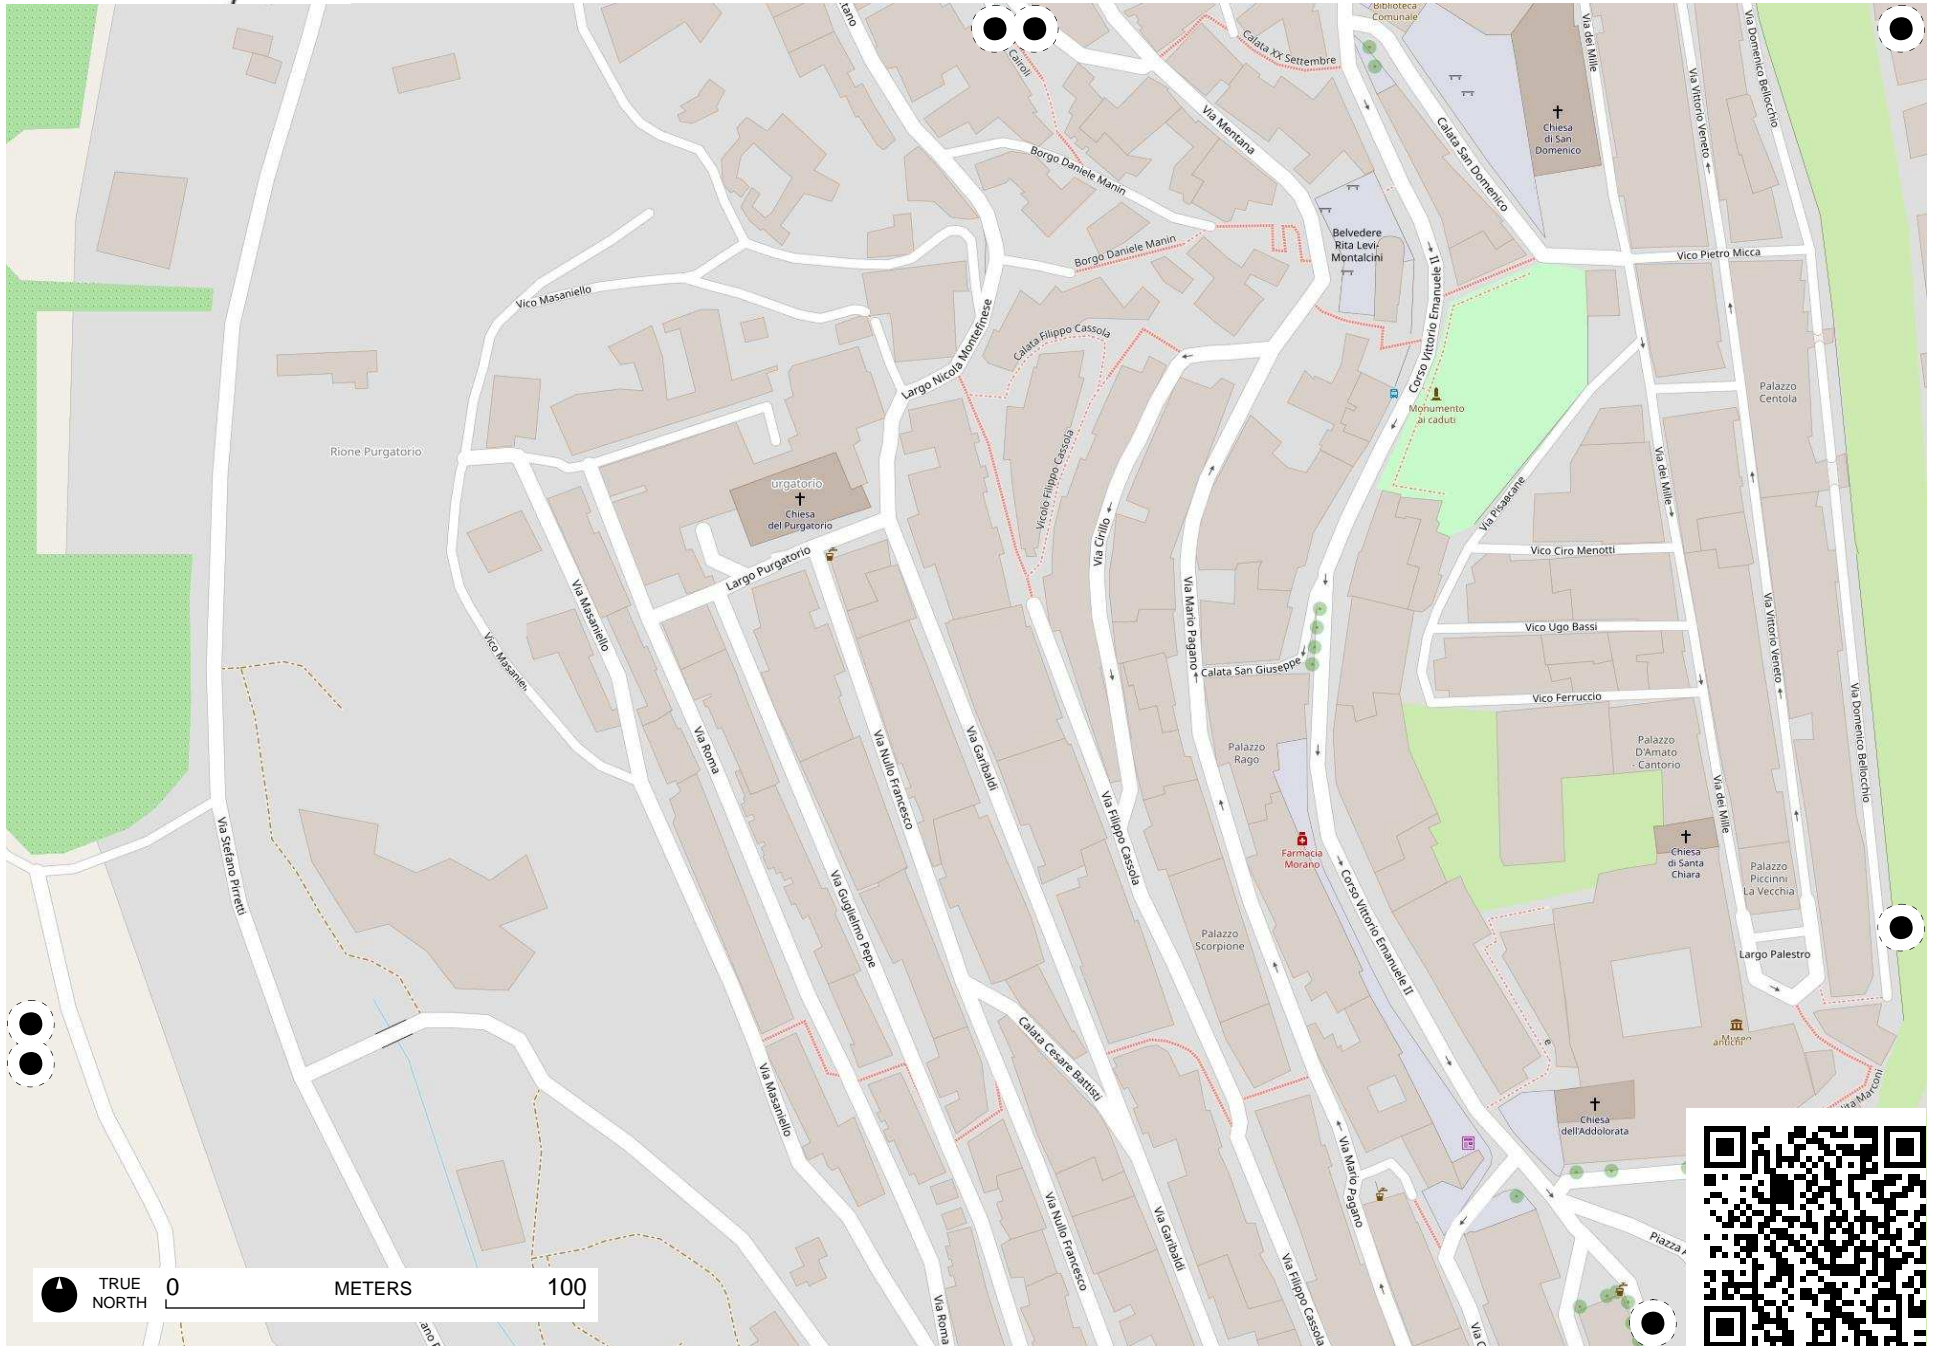 Biblioteca
Comunale
Via dei Mille
Via Domenico Bellocchio
Calata XX Settembre
Cairoli
Via Vittorio Veneto
Via Mentana
Calata San Domenico
Chiesa
di San
Domenico
Borgo Daniele Manin
Belvedere
Rita Levi-
Montalcini
Borgo Daniele Manin
Vico Pietro Micca
Vico Masaniello
Corso Vittorio Emanuele II
Calata Filippo Cassola
Largo Nicola Montefinese
Palazzo
Centola
Monumento
ai caduti
Rione Purgatorio
Vicolo Filippo Cassola
Via dei Mille
urgatorio
Chiesa
del Purgatorio
Via Pisacane
Via Cirillo
Vico Ciro Menotti
Largo Purgatorio
Via Masaniello
Via Mario Pagano
Vico Ugo Bassi
Via Vittorio Veneto
Vico Masaniel
Calata San Giuseppe
Vico Ferruccio
Via Domenico Bellocchio
Via Roma
Via Nullo Francesco
Via Garibaldi
Palazzo
Rago
Palazzo
D'Amato
- Cantorio
Via dei Mille
Via Filippo Cassola
Via Stefano Pirretti
Farmacia
Morano
Chiesa
di Santa
Chiara
Palazzo
Piccinni
La Vecchia
Via Guglielmo Pepe
Corso Vittorio Emanuele II
Palazzo
Scorpione
Largo Palestro
Calata Cesare Battisti
Museo
antichi
e
Via Masaniello
ita Marconi
Chiesa
dell'Addolorata
Via Mario Pagano
Via Nullo Francesco
Via Garibaldi
Piazza
Via Filippo Cassola
Via Roma
TRUE
NORTH
0 METERS 100